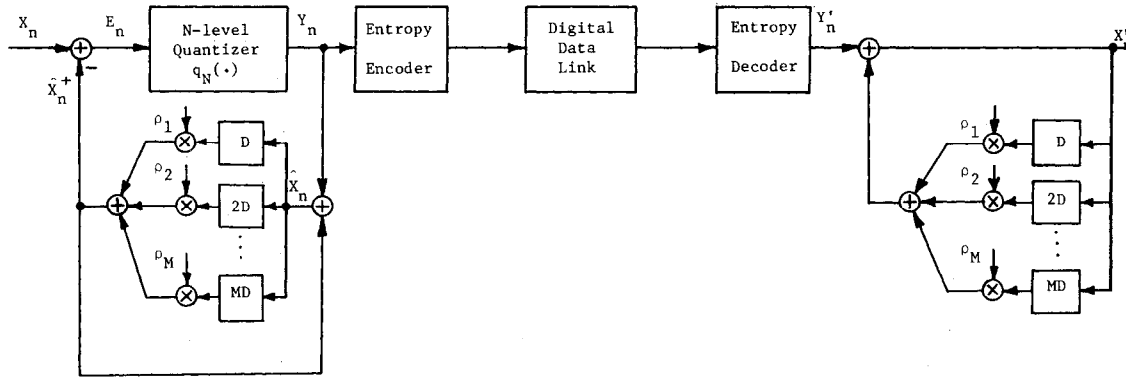 X_n
E_n
N-level
Quantizer
q_N(·)
Y_n
Entropy
Encoder
Digital
Data
Link
Entropy
Decoder
Y_n'
X'
X̂_n^+
−
ρ_1
D
ρ_2
2D
X̂_n
ρ_M
MD
ρ_1
D
ρ_2
2D
ρ_M
MD